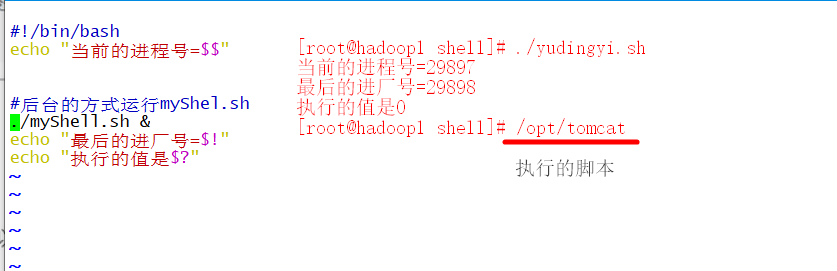 #!/bin/bash
echo "当前的进程号=$$"
#后台的方式运行myShel.sh
./myShell.sh &
echo "最后的进厂号=$!"
echo "执行的值是$?"
~
~
~
~
~
~
[root@hadoop1 shell]# ./yudingyi.sh
当前的进程号=29897
最后的进厂号=29898
执行的值是0
[root@hadoop1 shell]# /opt/tomcat
执行的脚本